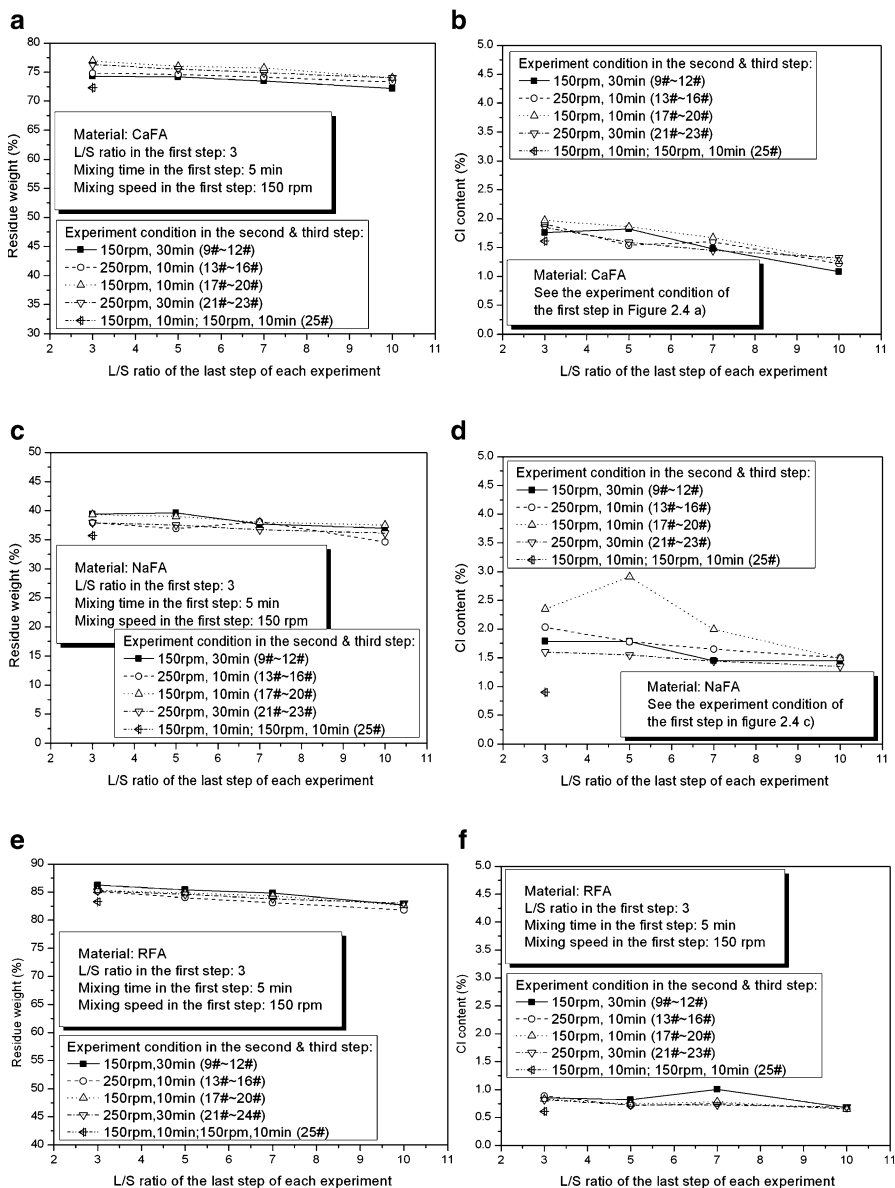 a
80
75
70
65
60
55
50
45
40
35
30
Residue weight (%)
Material: CaFA
L/S ratio in the first step: 3
Mixing time in the first step: 5 min
Mixing speed in the first step: 150 rpm
Experiment condition in the second & third step:
150rpm, 30min (9#~12#)
250rpm, 10min (13#~16#)
150rpm, 10min (17#~20#)
250rpm, 30min (21#~23#)
150rpm, 10min; 150rpm, 10min (25#)
2 3 4 5 6 7 8 9 10 11
L/S ratio of the last step of each experiment
b
5.0
4.5
4.0
3.5
3.0
2.5
2.0
1.5
1.0
0.5
0.0
Cl content (%)
Experiment condition in the second & third step:
150rpm, 30min (9#~12#)
250rpm, 10min (13#~16#)
150rpm, 10min (17#~20#)
250rpm, 30min (21#~23#)
150rpm, 10min; 150rpm, 10min (25#)
Material: CaFA
See the experiment condition of
the first step in Figure 2.4 a)
2 3 4 5 6 7 8 9 10 11
L/S ratio of the last step of each experiment
c
50
45
40
35
30
25
20
15
10
5
0
Residue weight (%)
Material: NaFA
L/S ratio in the first step: 3
Mixing time in the first step: 5 min
Mixing speed in the first step: 150 rpm
Experiment condition in the second & third step:
150rpm, 30min (9#~12#)
250rpm, 10min (13#~16#)
150rpm, 10min (17#~20#)
250rpm, 30min (21#~23#)
150rpm, 10min; 150rpm, 10min (25#)
2 3 4 5 6 7 8 9 10 11
L/S ratio of the last step of each experiment
d
5.0
4.5
4.0
3.5
3.0
2.5
2.0
1.5
1.0
0.5
0.0
Cl content (%)
Experiment condition in the second & third step:
150rpm, 30min (9#~12#)
250rpm, 10min (13#~16#)
150rpm, 10min (17#~20#)
250rpm, 30min (21#~23#)
150rpm, 10min; 150rpm, 10min (25#)
Material: NaFA
See the experiment condition of
the first step in figure 2.4 c)
2 3 4 5 6 7 8 9 10 11
L/S ratio of the last step of each experiment
e
90
85
80
75
70
65
60
55
50
45
40
Residue weight (%)
Material: RFA
L/S ratio in the first step: 3
Mixing time in the first step: 5 min
Mixing speed in the first step: 150 rpm
Experiment condition in the second & third step:
150rpm,30min (9#~12#)
250rpm,10min (13#~16#)
150rpm,10min (17#~20#)
250rpm,30min (21#~24#)
150rpm,10min;150rpm,10min (25#)
2 3 4 5 6 7 8 9 10 11
L/S ratio of the last step of each experiment
f
5.0
4.5
4.0
3.5
3.0
2.5
2.0
1.5
1.0
0.5
0.0
Cl content (%)
Material: RFA
L/S ratio in the first step: 3
Mixing time in the first step: 5 min
Mixing speed in the first step: 150 rpm
Experiment condition in the second & third step:
150rpm, 30min (9#~12#)
250rpm, 10min (13#~16#)
150rpm, 10min (17#~20#)
250rpm, 30min (21#~23#)
150rpm, 10min; 150rpm, 10min (25#)
2 3 4 5 6 7 8 9 10 11
L/S ratio of the last step of each experiment